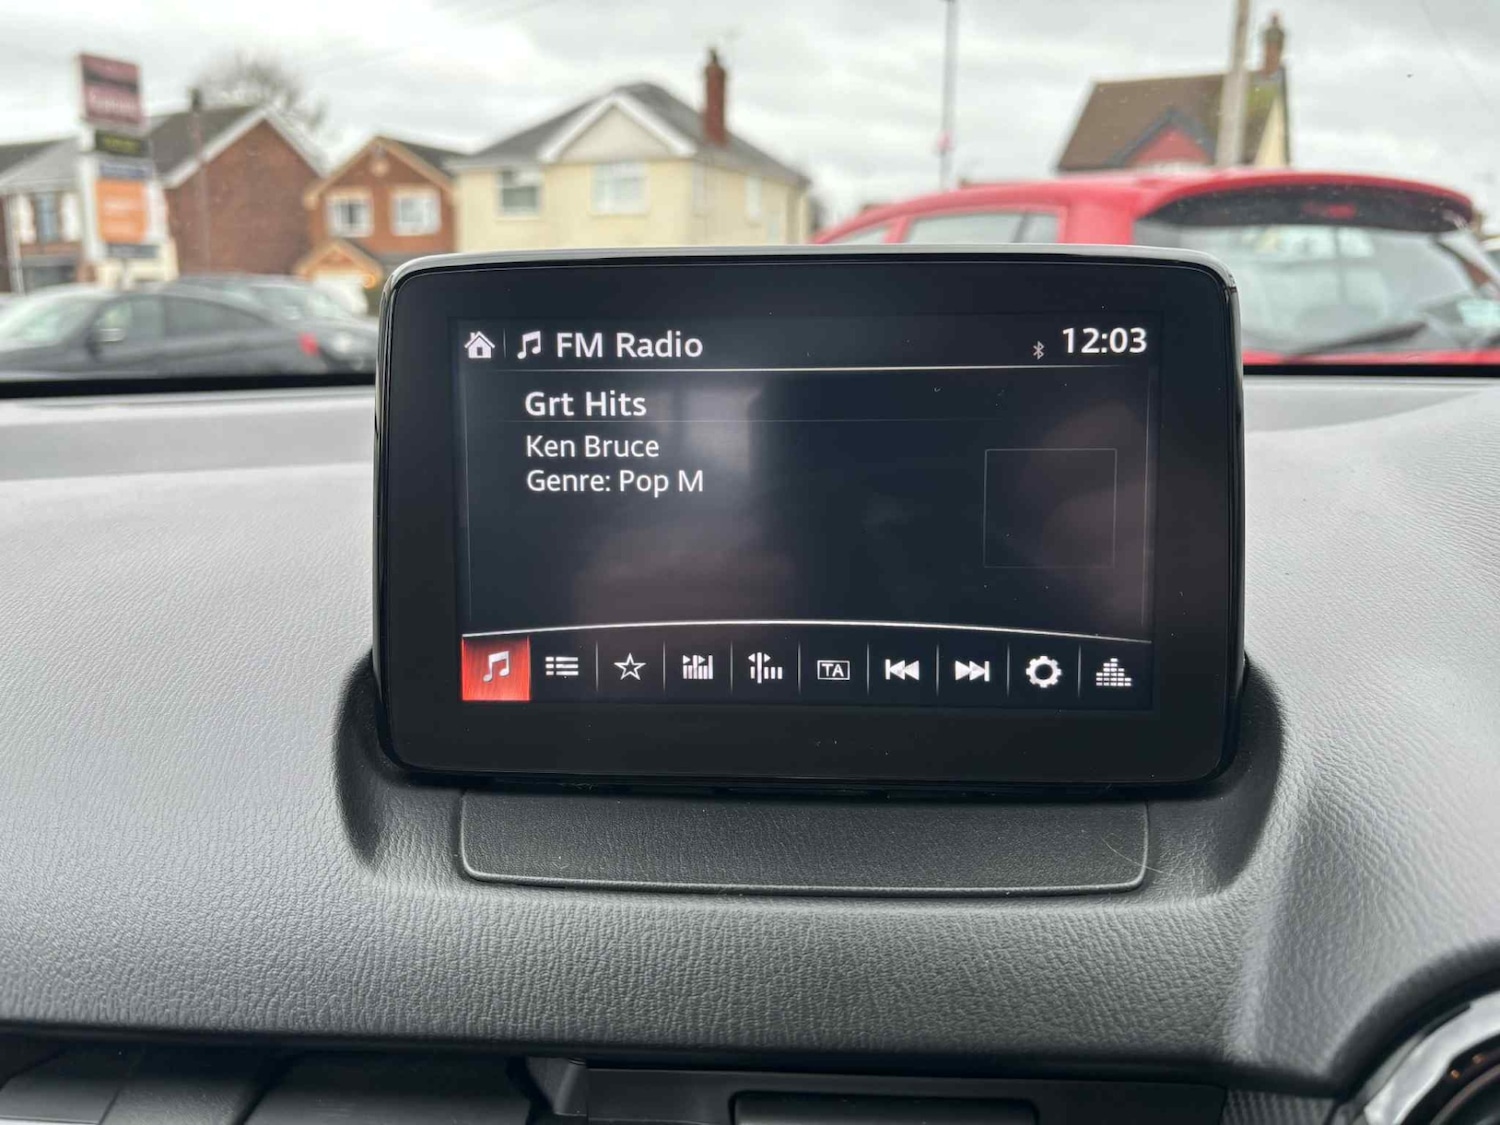 FM Radio
12:03
Grt Hits
Ken Bruce
Genre: Pop M
TA